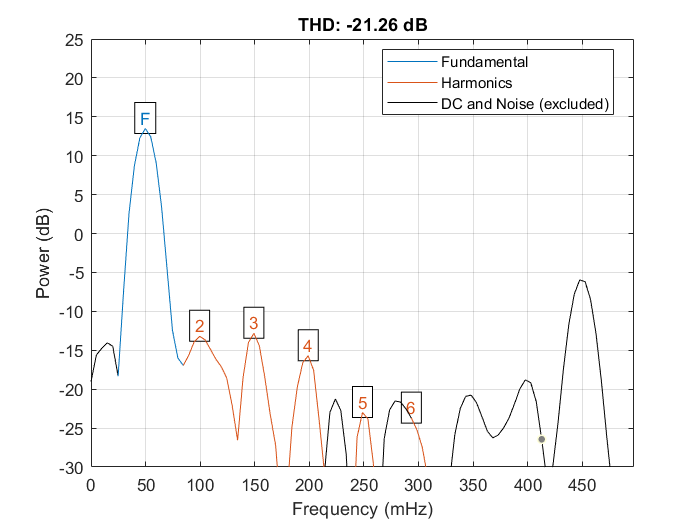 THD: -21.26 dB
Fundamental
Harmonics
DC and Noise (excluded)
F
2
3
4
5
6
Power (dB)
25
20
15
10
5
0
-5
-10
-15
-20
-25
-30
0 50 100 150 200 250 300 350 400 450
Frequency (mHz)